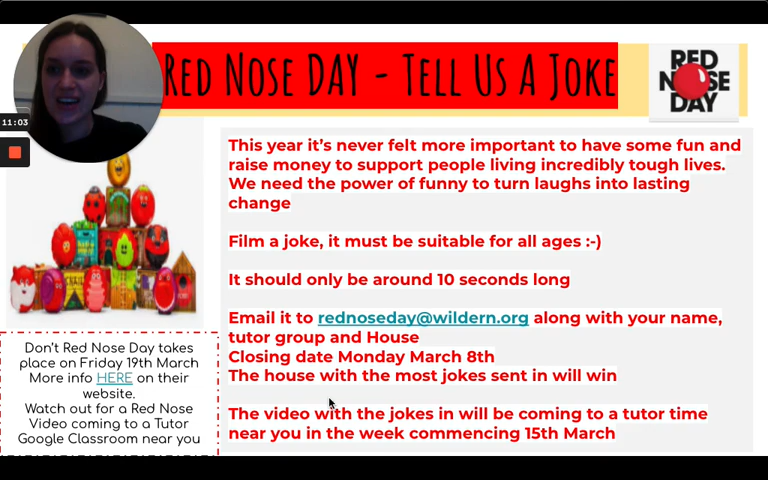 RED NOSE DAY - TELL US A JOKE
RED
NOSE
DAY
11:03
This year it's never felt more important to have some fun and
raise money to support people living incredibly tough lives.
We need the power of funny to turn laughs into lasting
change
Film a joke, it must be suitable for all ages :-)
It should only be around 10 seconds long
Email it to rednoseday@wildern.org along with your name,
tutor group and House
Closing date Monday March 8th
The house with the most jokes sent in will win
The video with the jokes in will be coming to a tutor time
near you in the week commencing 15th March
Don't Red Nose Day takes
place on Friday 19th March
More info HERE on their
website.
Watch out for a Red Nose
Video coming to a Tutor
Google Classroom near you